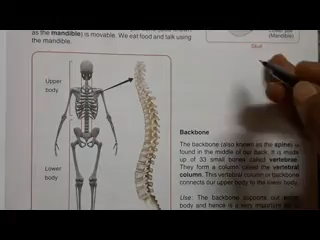 as the mandible) is movable. We eat food and talk using
the mandible.
(Mandible)
Skull
Upper
body
Lower
body
Backbone
The backbone (also known as the spine) is
found in the middle of our back. It is made
up of 33 small bones called vertebrae.
They form a column called the vertebral
column. This vertebral column or backbone
connects our upper body to the lower body.
Use: The backbone supports our entire
body and hence is a very important